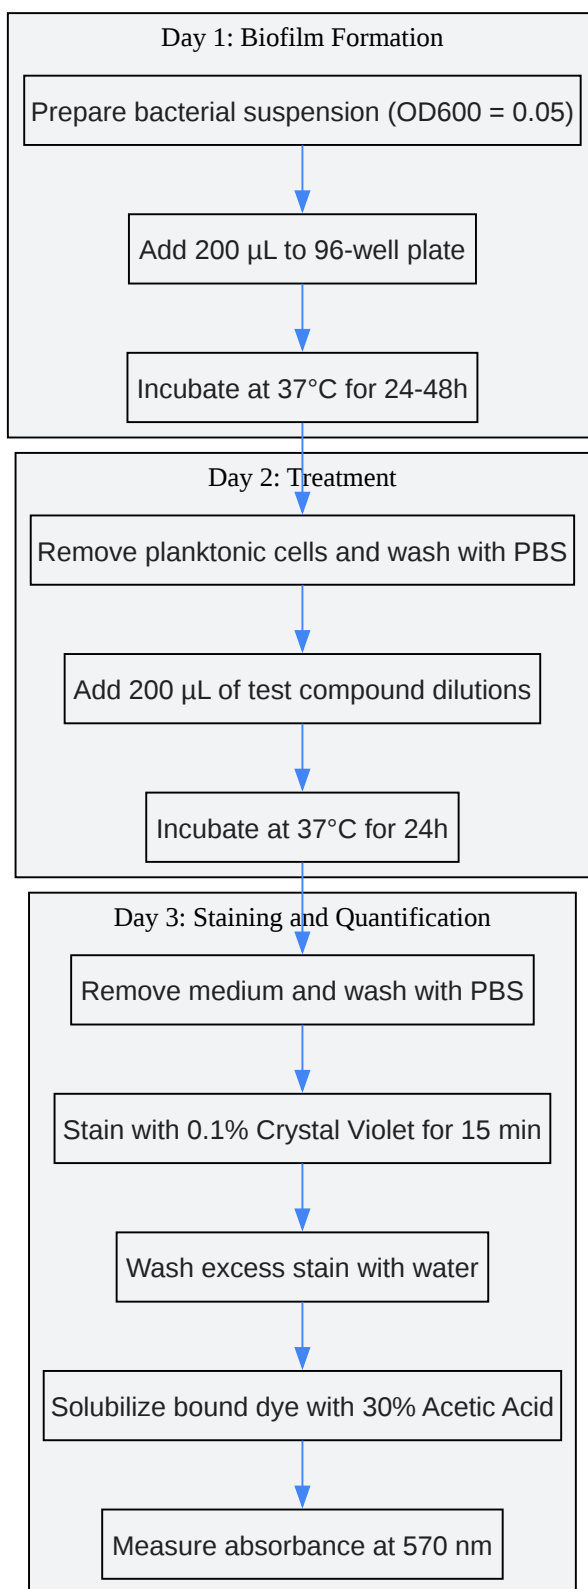 Day 1: Biofilm Formation
Prepare bacterial suspension (OD600 = 0.05)
Add 200 µL to 96-well plate
Incubate at 37°C for 24-48h
Day 2: Treatment
Remove planktonic cells and wash with PBS
Add 200 µL of test compound dilutions
Incubate at 37°C for 24h
Day 3: Staining and Quantification
Remove medium and wash with PBS
Stain with 0.1% Crystal Violet for 15 min
Wash excess stain with water
Solubilize bound dye with 30% Acetic Acid
Measure absorbance at 570 nm